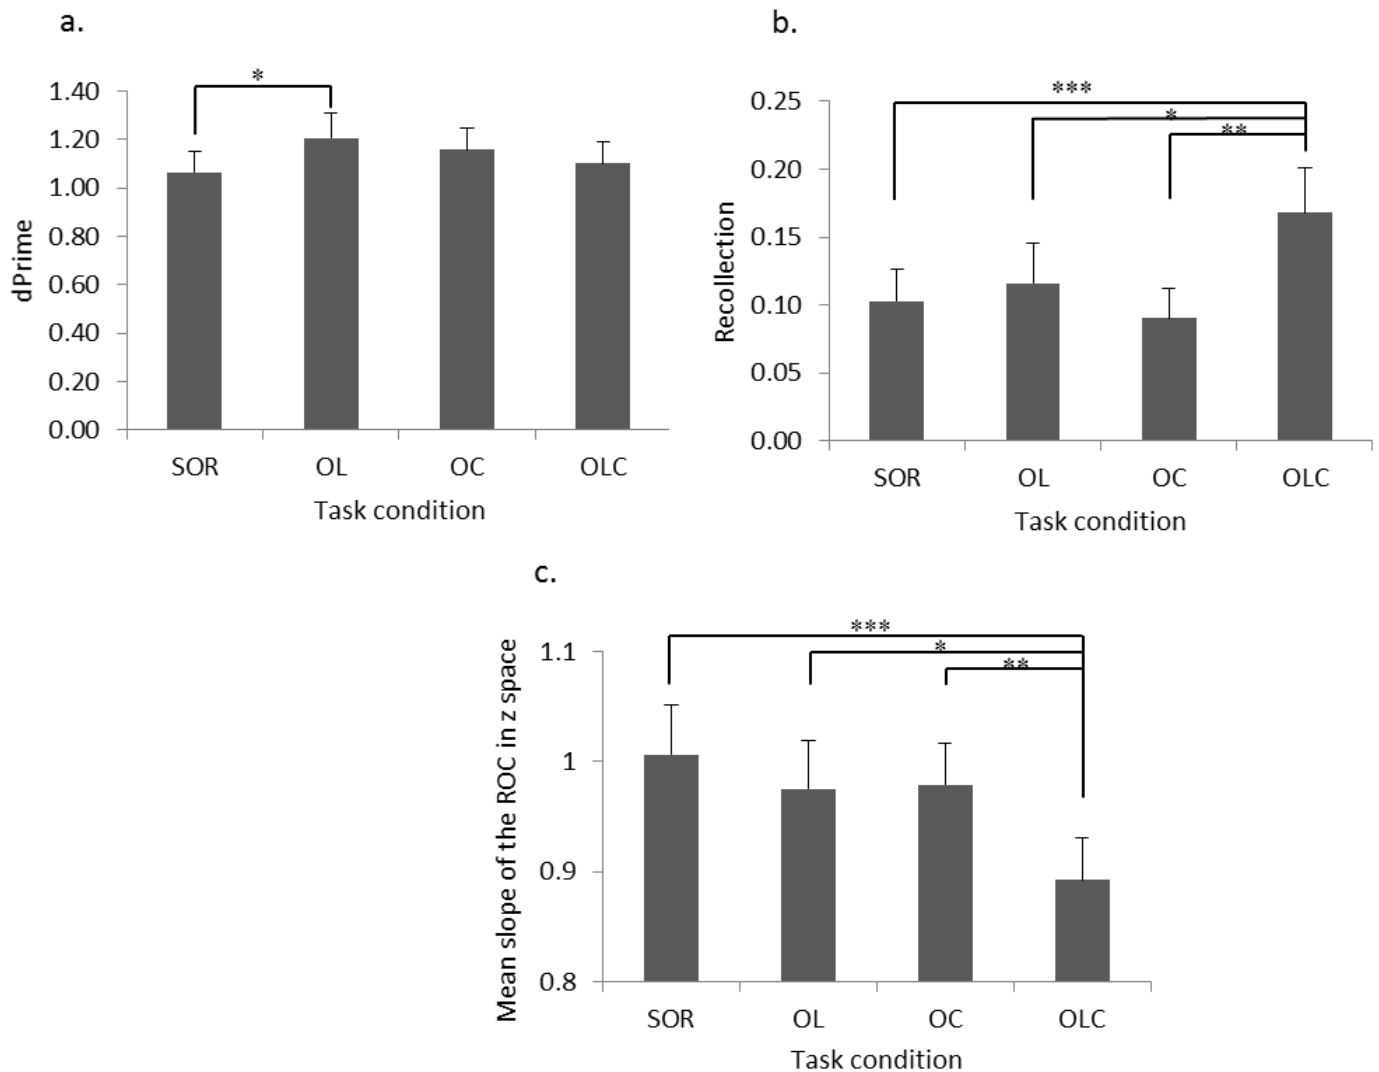 a.
*
1.40
1.20
1.00
0.80
0.60
0.40
0.20
0.00
dPrime
SOR OL OC OLC
Task condition
b.
***
*
**
0.25
0.20
0.15
0.10
0.05
0.00
Recollection
SOR OL OC OLC
Task condition
c.
***
*
**
1.1
1
0.9
0.8
Mean slope of the ROC in z space
SOR OL OC OLC
Task condition